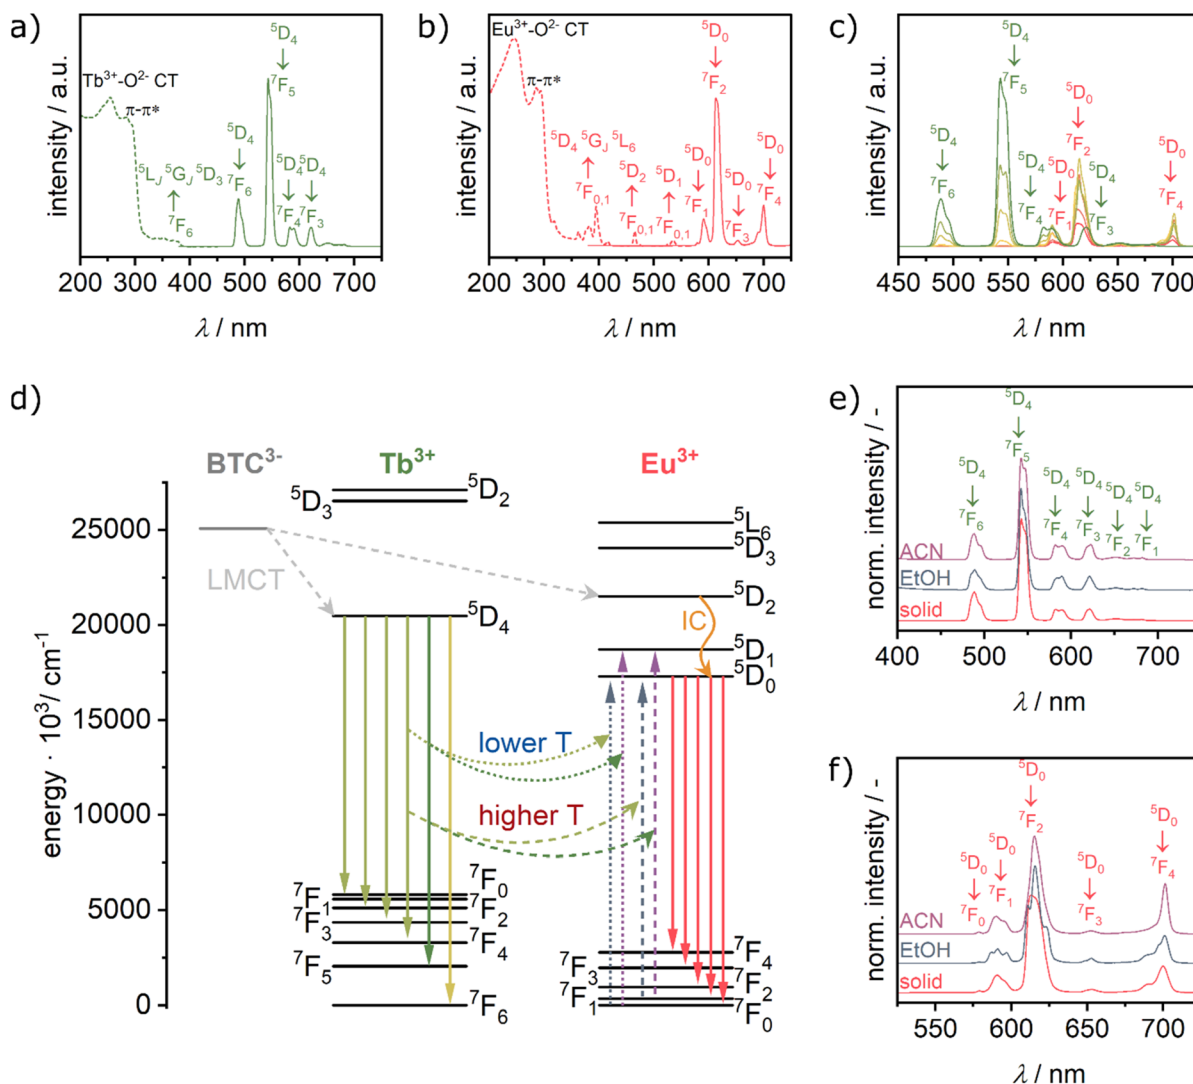 a)
intensity / a.u.
Tb³⁺-O²⁻ CT
π-π*
⁵L_J ⁵G_J ⁵D₃
↑
⁷F₆
⁵D₄
↓
⁷F₆
⁵D₄
↓
⁷F₅
⁵D₄ ⁵D₄
↓ ↓
⁷F₄ ⁷F₃
200 300 400 500 600 700
λ / nm
b)
intensity / a.u.
Eu³⁺-O²⁻ CT
π-π*
⁵D₄ ⁵G_J ⁵L₆
↑
⁷F₀,₁
⁵D₂
↑
⁷F₀,₁
⁵D₁
↑
⁷F₀,₁
⁵D₀
↓
⁷F₁
⁵D₀
↓
⁷F₂
⁵D₀
↓
⁷F₃
⁵D₀
↓
⁷F₄
200 300 400 500 600 700
λ / nm
c)
intensity / a.u.
⁵D₄
↓
⁷F₆
⁵D₄
↓
⁷F₅
⁵D₄
↓
⁷F₄
⁵D₀
↓
⁷F₁
⁵D₀
↓
⁷F₂
⁵D₄
↓
⁷F₃
⁵D₀
↓
⁷F₄
450 500 550 600 650 700
λ / nm
d)
energy · 10³/ cm⁻¹
25000
20000
15000
10000
5000
0
BTC³⁻
LMCT
Tb³⁺
⁵D₃
⁵D₂
⁵D₄
⁷F₀
⁷F₁
⁷F₂
⁷F₃
⁷F₄
⁷F₅
⁷F₆
lower T
higher T
Eu³⁺
⁵L₆
⁵D₃
⁵D₂
IC
⁵D₁
⁵D₀
⁷F₄
⁷F₃
⁷F₂
⁷F₁
⁷F₀
e)
norm. intensity / -
⁵D₄
↓
⁷F₆
⁵D₄
↓
⁷F₅
⁵D₄ ⁵D₄ ⁵D₄ ⁵D₄
↓ ↓ ↓ ↓
⁷F₄ ⁷F₃ ⁷F₂ ⁷F₁
ACN
EtOH
solid
400 500 600 700
λ / nm
f)
norm. intensity / -
⁵D₀
↓
⁷F₀
⁵D₀
↓
⁷F₁
⁵D₀
↓
⁷F₂
⁵D₀
↓
⁷F₃
⁵D₀
↓
⁷F₄
ACN
EtOH
solid
550 600 650 700
λ / nm